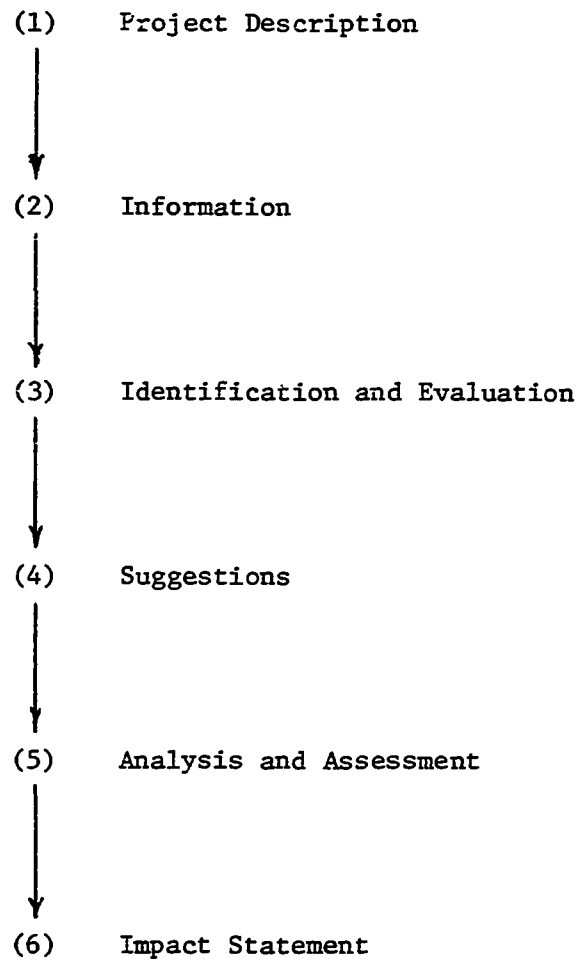 (1) Project Description
(2) Information
(3) Identification and Evaluation
(4) Suggestions
(5) Analysis and Assessment
(6) Impact Statement